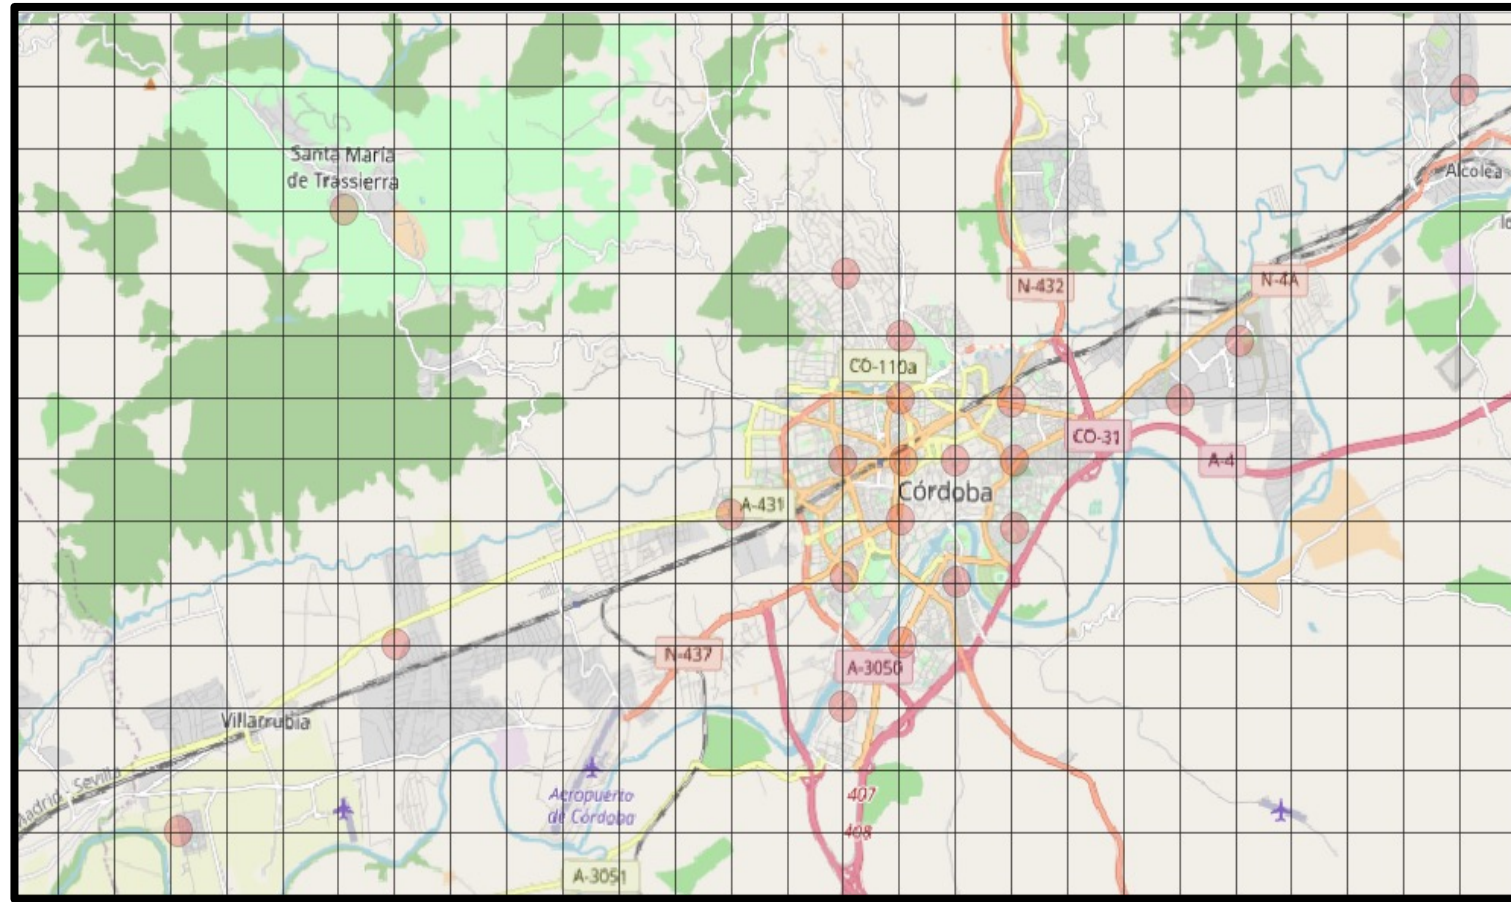 Santa María
de Trassierra
Alcolea
N-432
N-4A
CO-110a
CO-31
A-4
Córdoba
A-431
N-437
A-3050
Villarrubia
Sevilla
Madrid
Aeropuerto
de Córdoba
407
408
A-3051